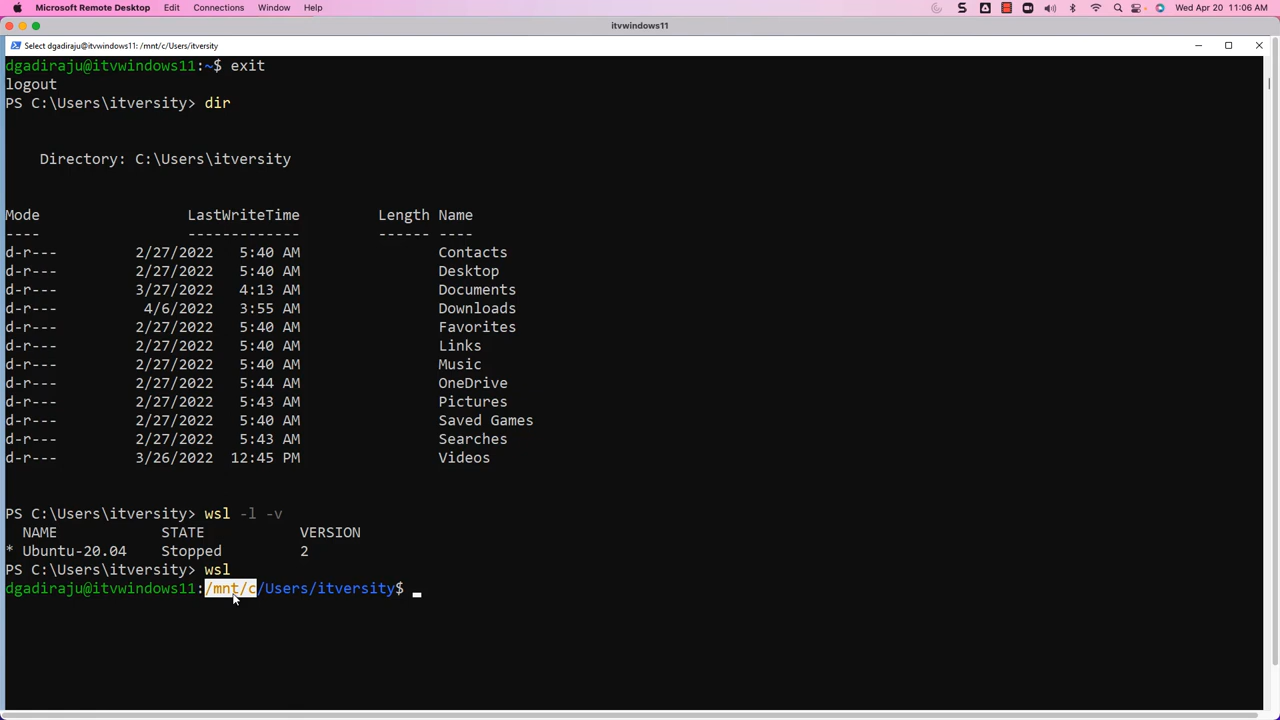 Microsoft Remote Desktop Edit Connections Window Help Wed Apr 20 11:06 AM
itvwindows11
Select dgadiraju@itvwindows11: /mnt/c/Users/itversity
dgadiraju@itvwindows11:~$ exit
logout
PS C:\Users\itversity> dir
Directory: C:\Users\itversity
Mode LastWriteTime Length Name
---- ------------- ------ ----
d-r--- 2/27/2022 5:40 AM Contacts
d-r--- 2/27/2022 5:40 AM Desktop
d-r--- 3/27/2022 4:13 AM Documents
d-r--- 4/6/2022 3:55 AM Downloads
d-r--- 2/27/2022 5:40 AM Favorites
d-r--- 2/27/2022 5:40 AM Links
d-r--- 2/27/2022 5:40 AM Music
d-r--- 2/27/2022 5:44 AM OneDrive
d-r--- 2/27/2022 5:43 AM Pictures
d-r--- 2/27/2022 5:40 AM Saved Games
d-r--- 2/27/2022 5:43 AM Searches
d-r--- 3/26/2022 12:45 PM Videos
PS C:\Users\itversity> wsl -l -v
NAME STATE VERSION
* Ubuntu-20.04 Stopped 2
PS C:\Users\itversity> wsl
dgadiraju@itvwindows11:/mnt/c/Users/itversity$